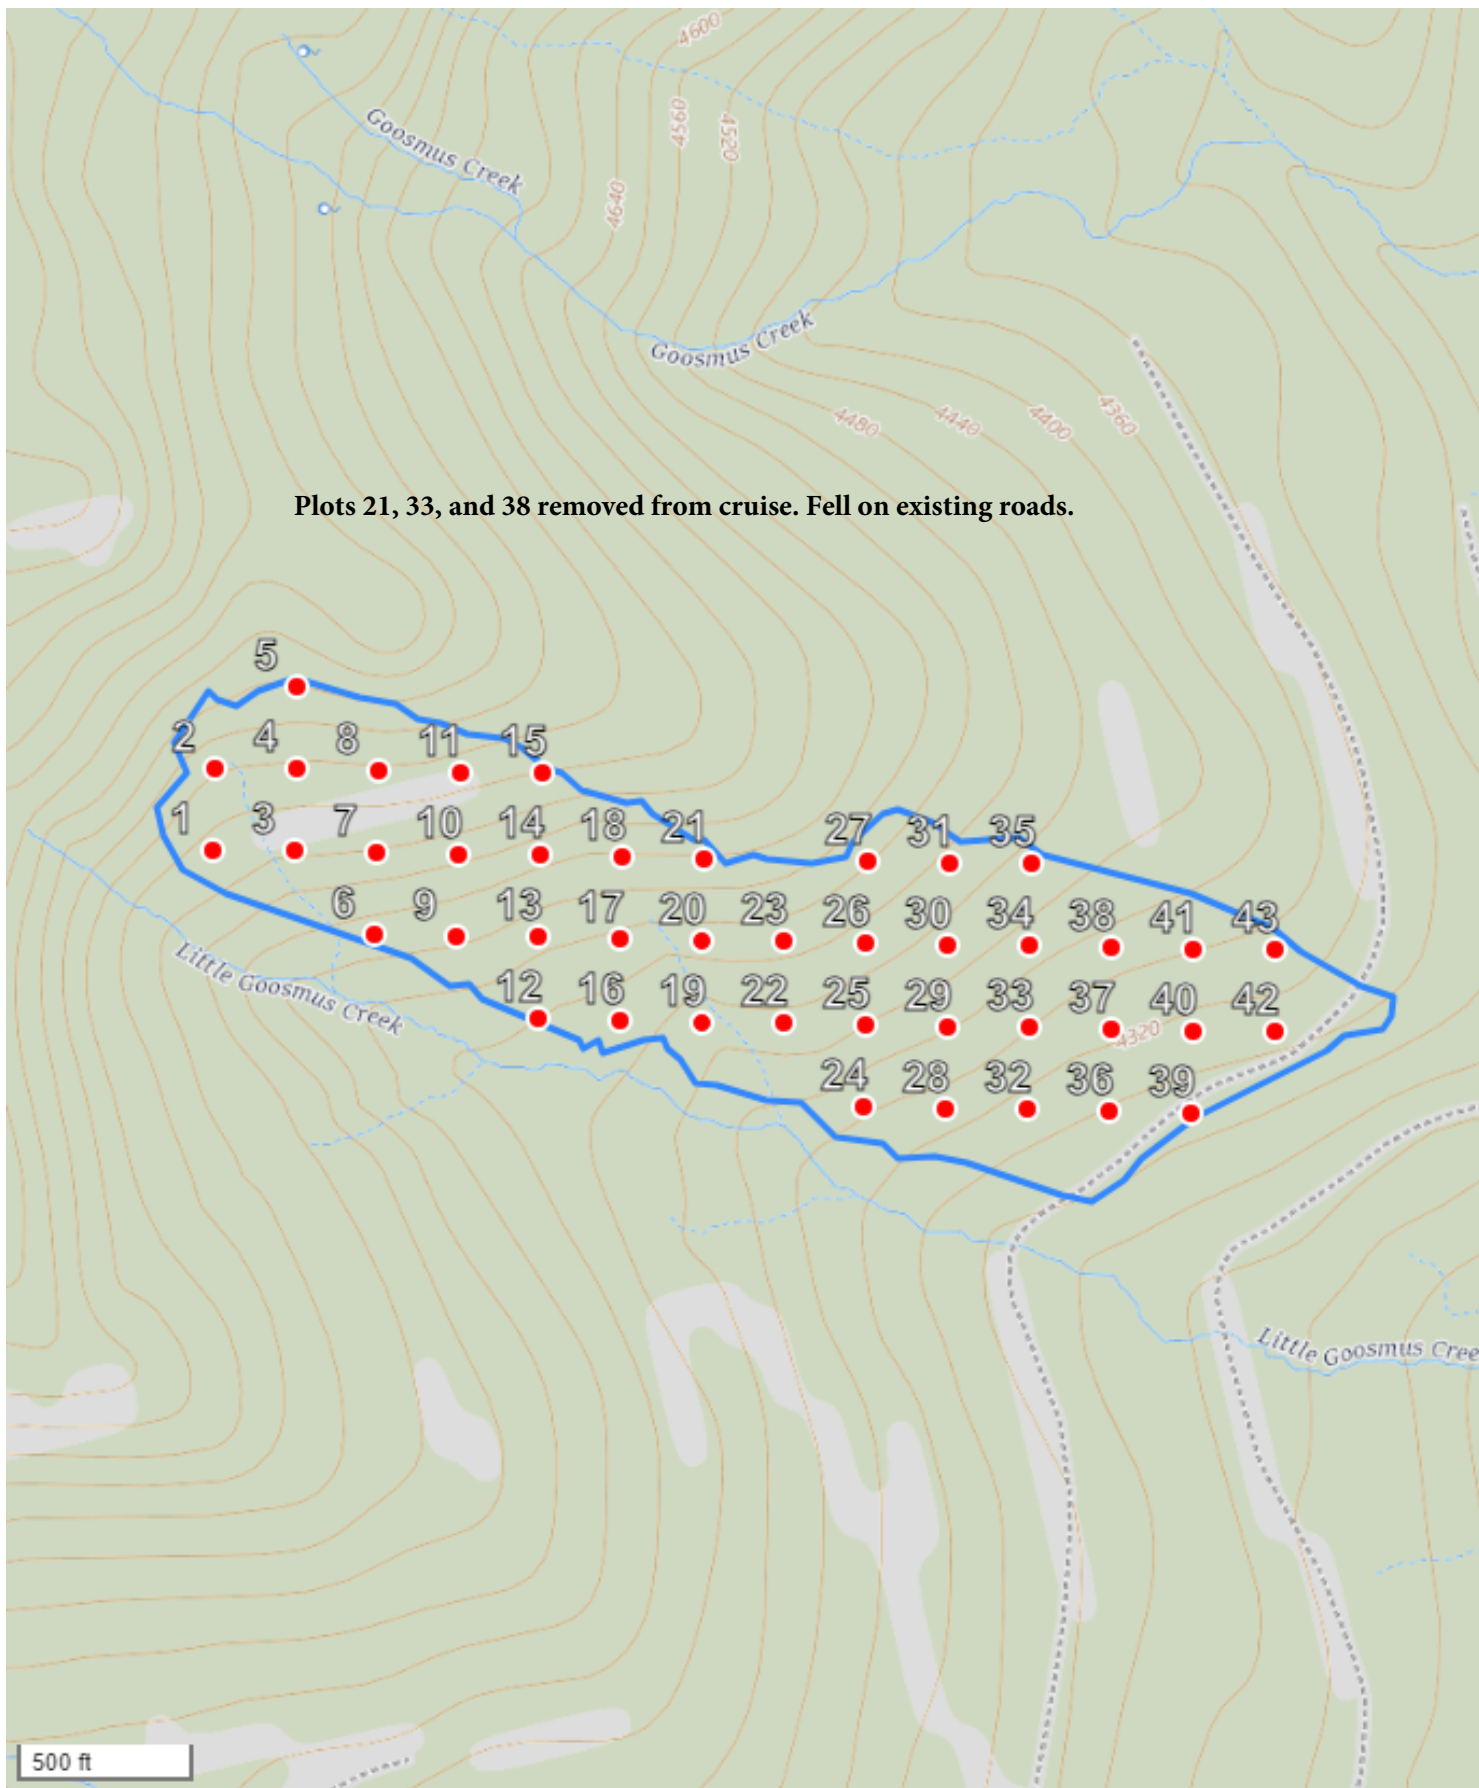 4600
4560
4520
Goosmus Creek
4640
Goosmus Creek
4480
4440
4400
4360
Plots 21, 33, and 38 removed from cruise. Fell on existing roads.
5
2 4 8 11 15
1 3 7 10 14 18 21 27 31 35
6 9 13 17 20 23 26 30 34 38 41 43
Little Goosmus Creek
12 16 19 22 25 29 33 37 40 42
4320
24 28 32 36 39
Little Goosmus Cree
500 ft